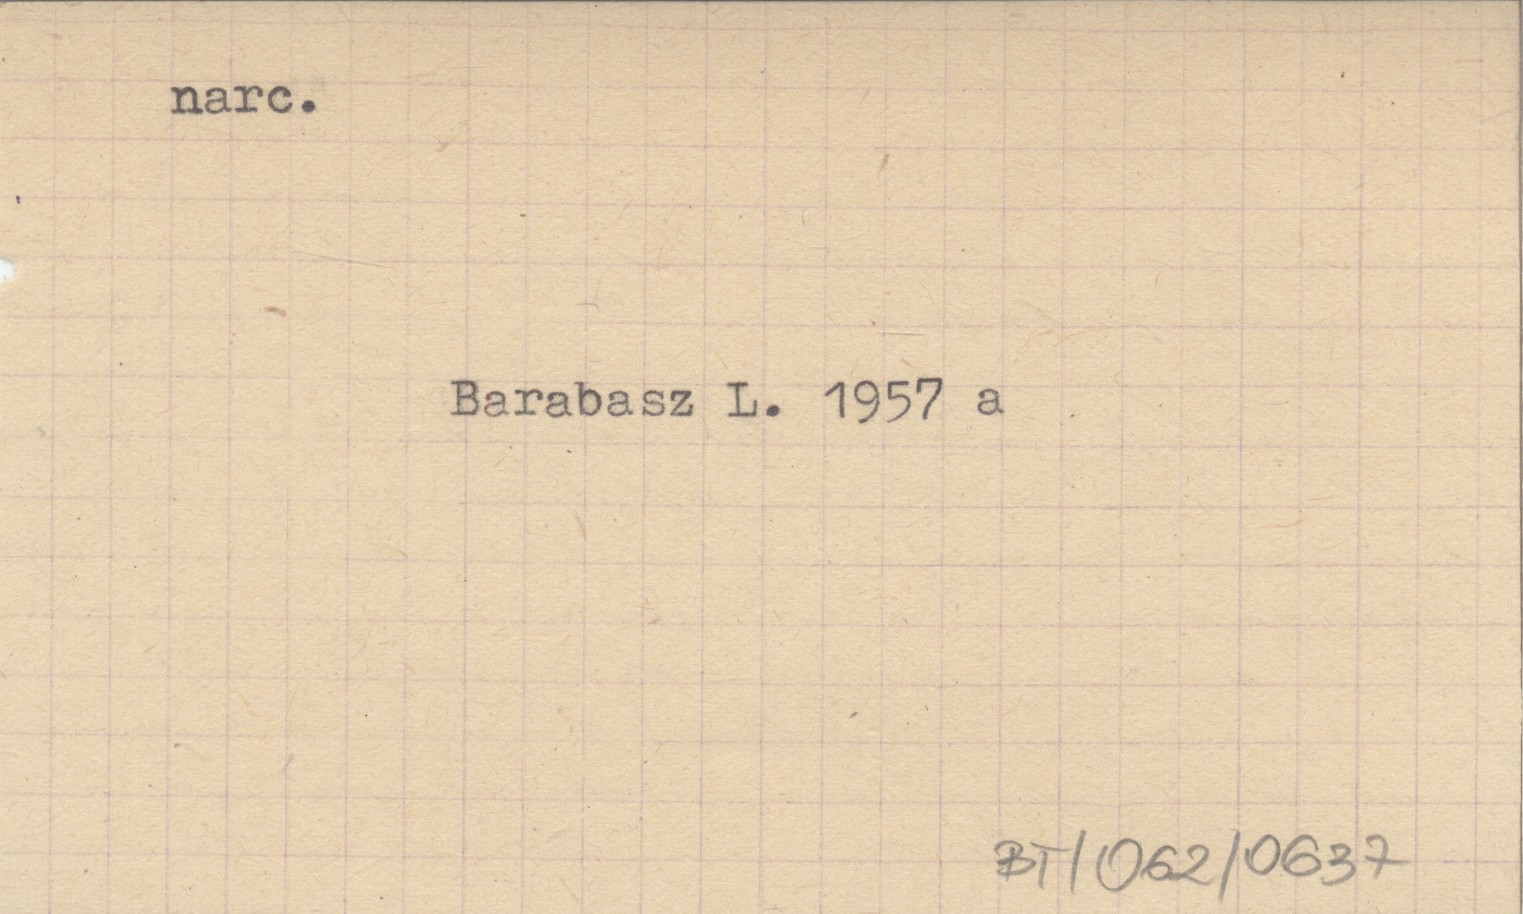 narc.
Barabasz L. 1957 a
BT/062/0637